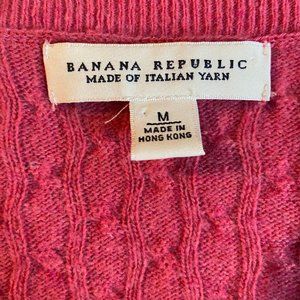 BANANA REPUBLIC
MADE OF ITALIAN YARN
M
MADE IN
HONG KONG